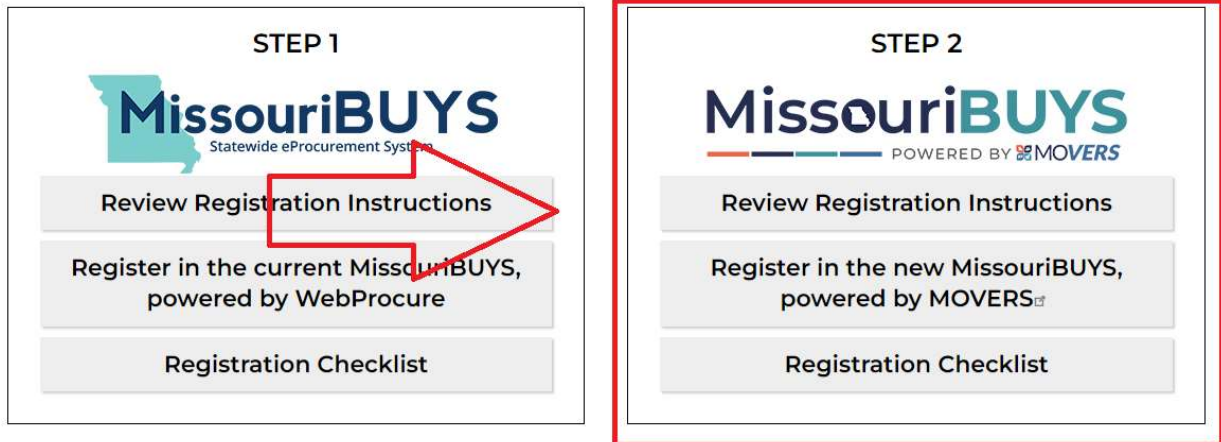 STEP 1
MissouriBUYS
Statewide eProcurement System
Review Registration Instructions
Register in the current MissouriBUYS,
powered by WebProcure
Registration Checklist
STEP 2
MissouriBUYS
POWERED BY MOVERS
Review Registration Instructions
Register in the new MissouriBUYS,
powered by MOVERS
Registration Checklist